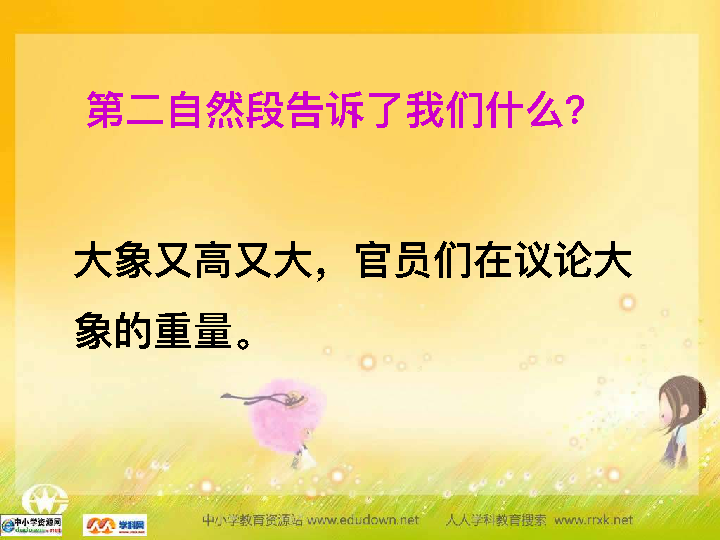 第二自然段告诉了我们什么?
大象又高又大，官员们在议论大
象的重量。
中小学资源网
学科网
中小学教育资源站 www.edudown.net 人人学科教育搜索 www.rrxk.net